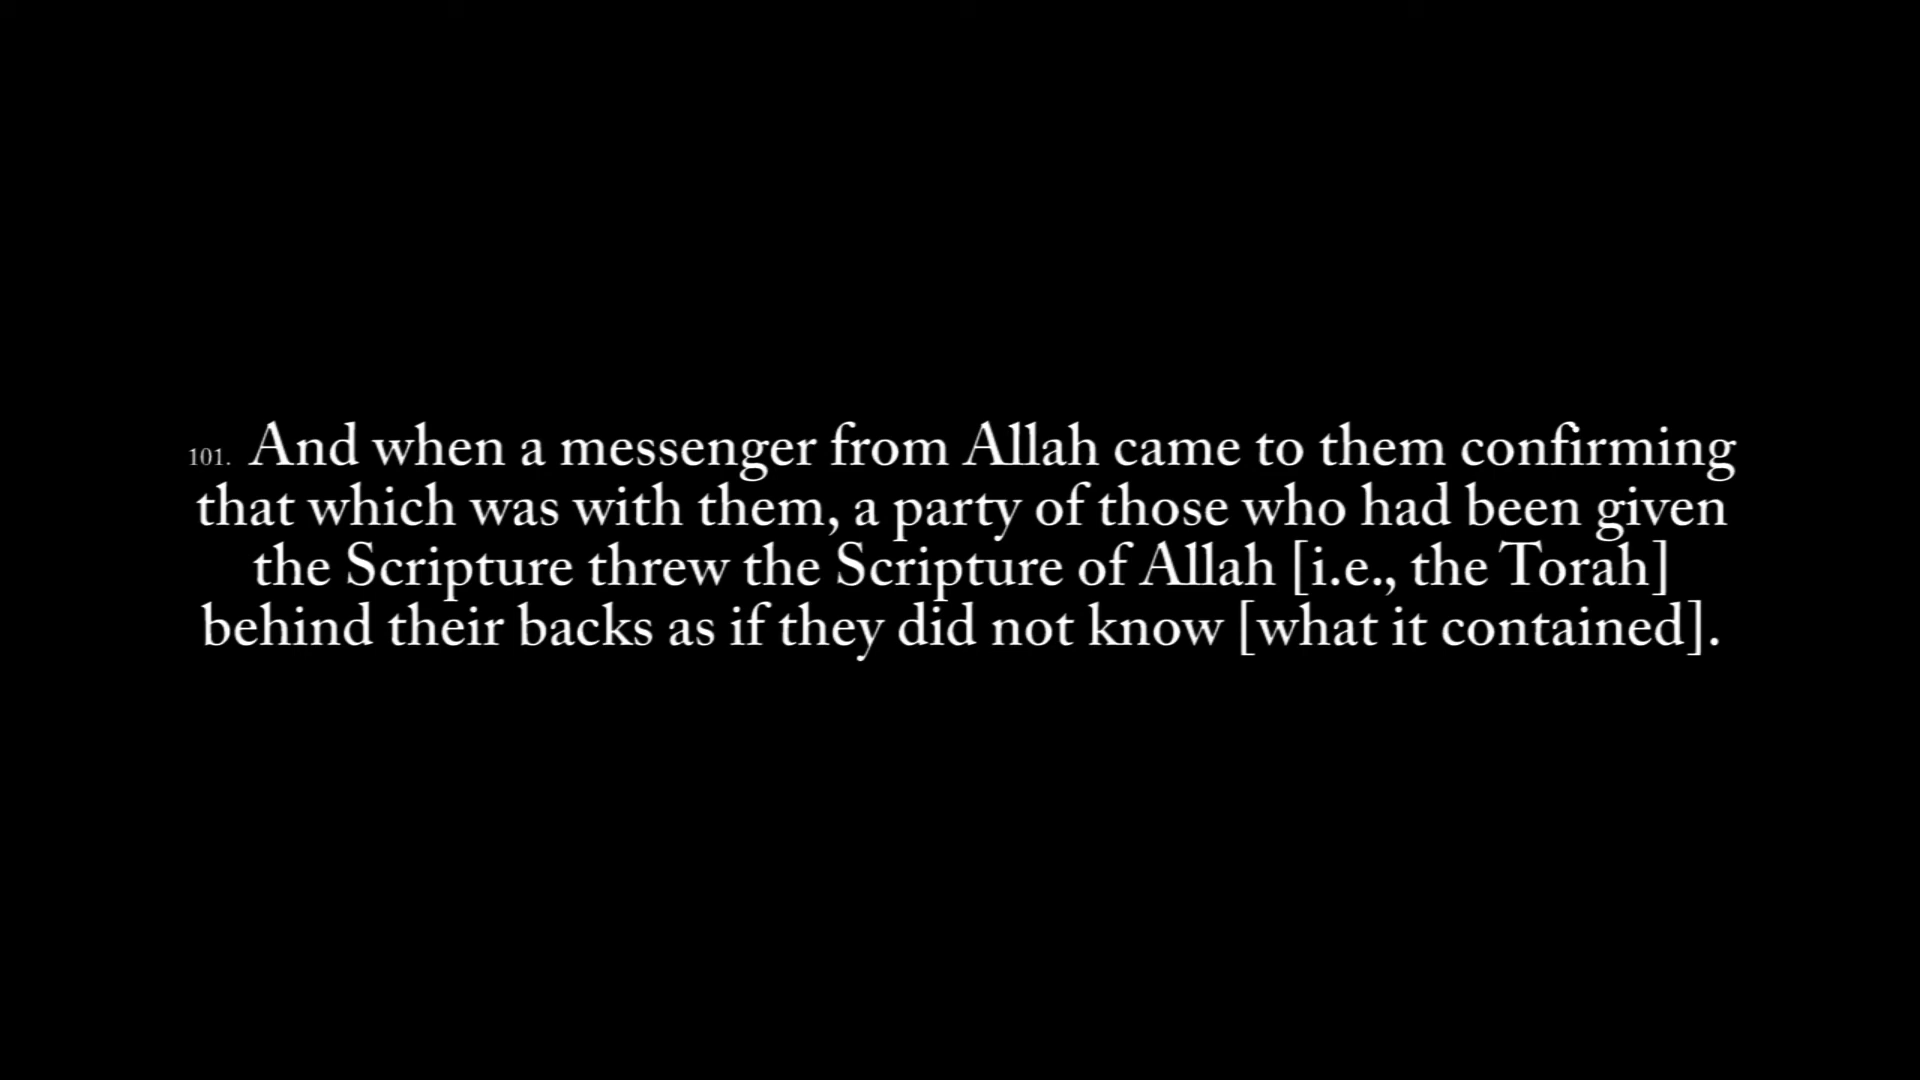 101. And when a messenger from Allah came to them confirming
that which was with them, a party of those who had been given
the Scripture threw the Scripture of Allah [i.e., the Torah]
behind their backs as if they did not know [what it contained].